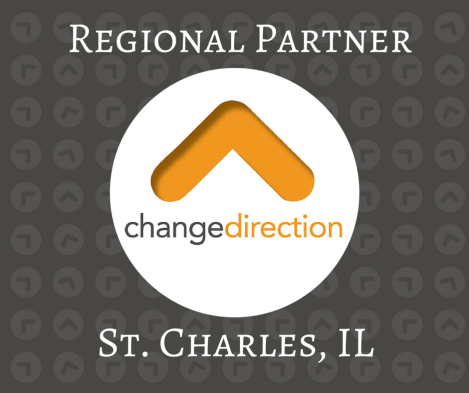 Regional Partner
changedirection
St. Charles, IL